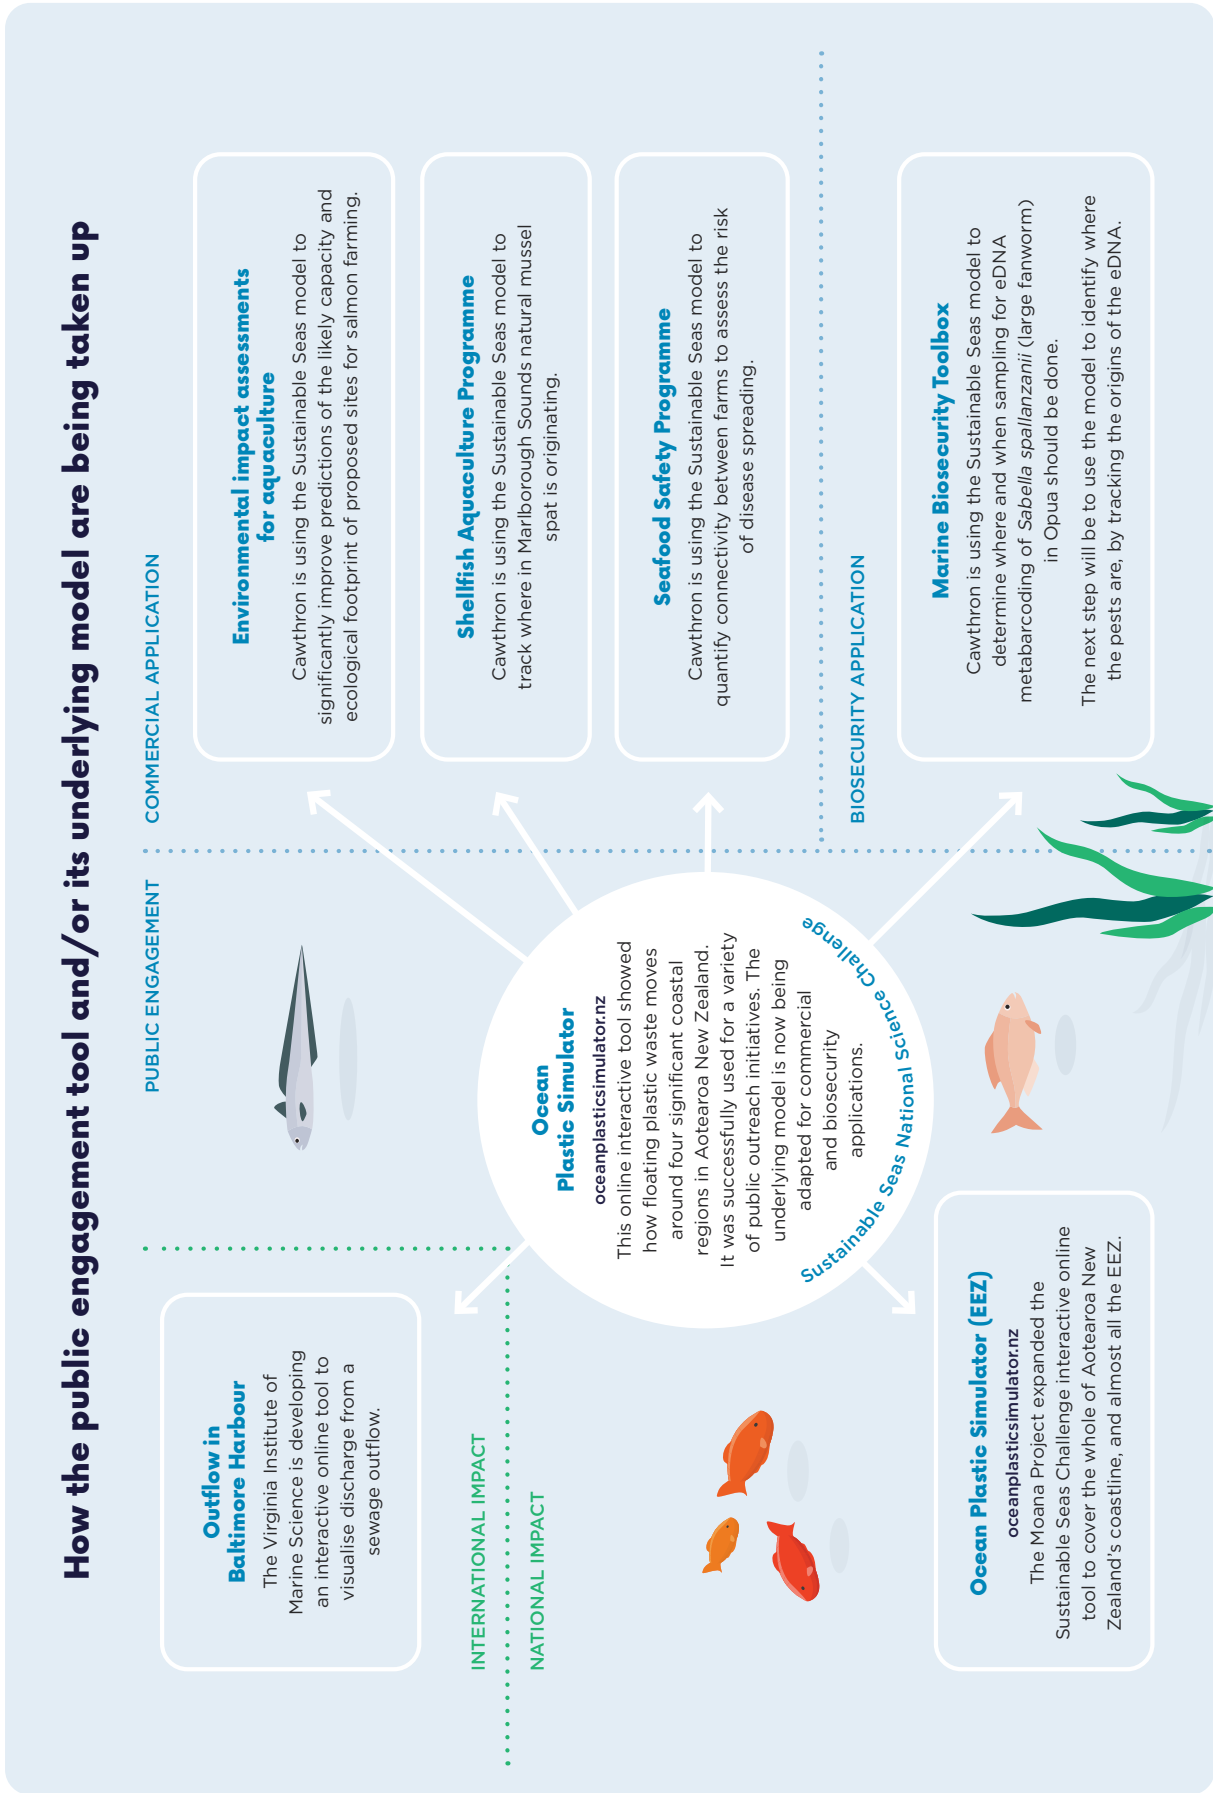 How the public engagement tool and/or its underlying model are being taken up
PUBLIC ENGAGEMENT
COMMERCIAL APPLICATION
Outflow in
Baltimore Harbour
The Virginia Institute of
Marine Science is developing
an interactive online tool to
visualise discharge from a
sewage outflow.
INTERNATIONAL IMPACT
NATIONAL IMPACT
Ocean Plastic Simulator (EEZ)
oceanplasticsimulator.nz
The Moana Project expanded the
Sustainable Seas Challenge interactive online
tool to cover the whole of Aotearoa New
Zealand’s coastline, and almost all the EEZ.
Ocean
Plastic Simulator
oceanplasticsimulator.nz
This online interactive tool showed
how floating plastic waste moves
around four significant coastal
regions in Aotearoa New Zealand.
It was successfully used for a variety
of public outreach initiatives. The
underlying model is now being
adapted for commercial
and biosecurity
applications.
Sustainable Seas National Science Challenge
Environmental impact assessments
for aquaculture
Cawthron is using the Sustainable Seas model to
significantly improve predictions of the likely capacity and
ecological footprint of proposed sites for salmon farming.
Shellfish Aquaculture Programme
Cawthron is using the Sustainable Seas model to
track where in Marlborough Sounds natural mussel
spat is originating.
Seafood Safety Programme
Cawthron is using the Sustainable Seas model to
quantify connectivity between farms to assess the risk
of disease spreading.
BIOSECURITY APPLICATION
Marine Biosecurity Toolbox
Cawthron is using the Sustainable Seas model to
determine where and when sampling for eDNA
metabarcoding of Sabella spallanzanii (large fanworm)
in Opua should be done.
The next step will be to use the model to identify where
the pests are, by tracking the origins of the eDNA.